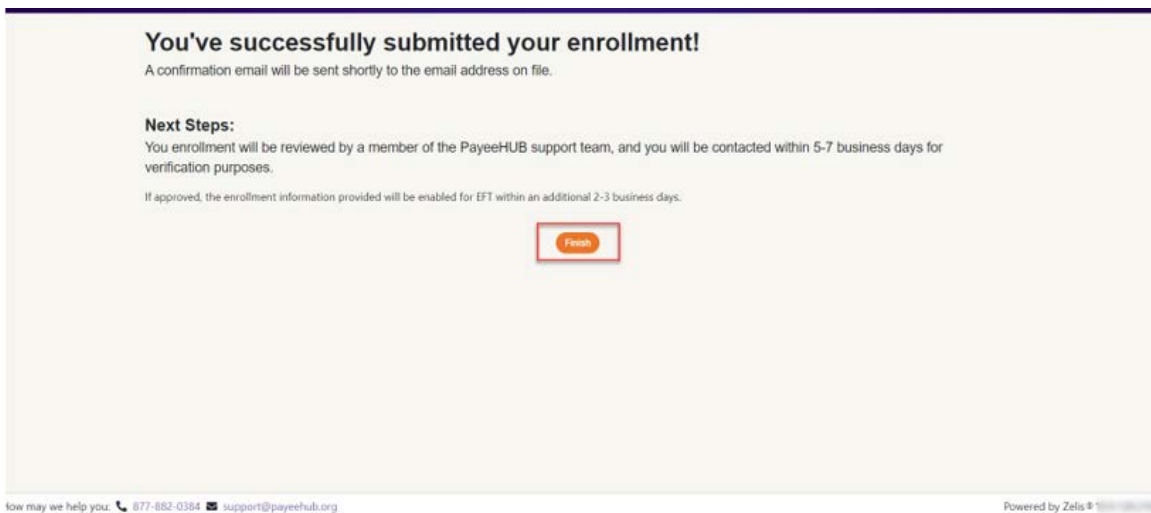 You've successfully submitted your enrollment!
A confirmation email will be sent shortly to the email address on file.
Next Steps:
You enrollment will be reviewed by a member of the PayeeHUB support team, and you will be contacted within 5-7 business days for
verification purposes.
If approved, the enrollment information provided will be enabled for EFT within an additional 2-3 business days.
Finish
How may we help you: 877-882-0384 support@payeehub.org
Powered by Zelis®